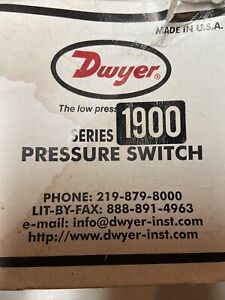 MADE IN U.S.A.
Dwyer®
The low pres
SERIES 1900
PRESSURE SWITCH
PHONE: 219-879-8000
LIT-BY-FAX: 888-891-4963
e-mail: info@dwyer-inst.com
http://www.dwyer-inst.com